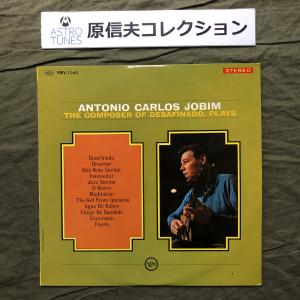 ASTRO
TUNES
原信夫コレクション
VMV 1040
STEREO
ANTONIO CARLOS JOBIM
THE COMPOSER OF DESAFINADO, PLAYS
Desafinado
Dreamer
One Note Samba
Insensatez
Jazz Samba
O Morro
Meditation
The Girl From Ipanema
Agua De Beber
Chega De Saudade
Corcovado
Favela
Verve